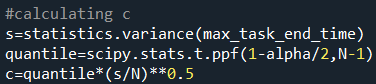 #calculating c
s=statistics.variance(max_task_end_time)
quantile=scipy.stats.t.ppf(1-alpha/2,N-1)
c=quantile*(s/N)**0.5